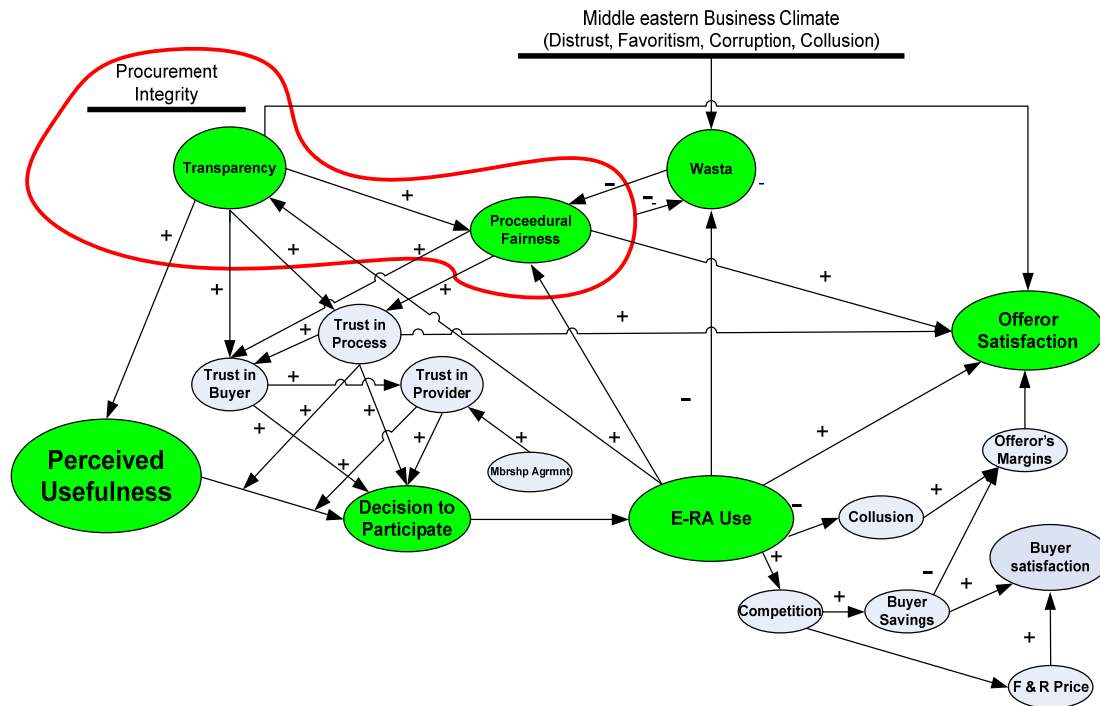 Middle eastern Business Climate
(Distrust, Favoritism, Corruption, Collusion)
Procurement
Integrity
Transparency
Wasta
-
-
-
-
+
+
Proceedural
Fairness
+
+
+
+
+
+
+
Trust in
Process
+
Offeror
Satisfaction
Trust in
Buyer
+
Trust in
Provider
+
+
+
-
+
+
+
+
Offeror's
Margins
Perceived
Usefulness
+
Mbrshp Agrmnt
Decision to
Participate
E-RA Use
-
Collusion
+
Buyer
satisfaction
+
-
+
Competition
+
Buyer
Savings
+
F & R Price